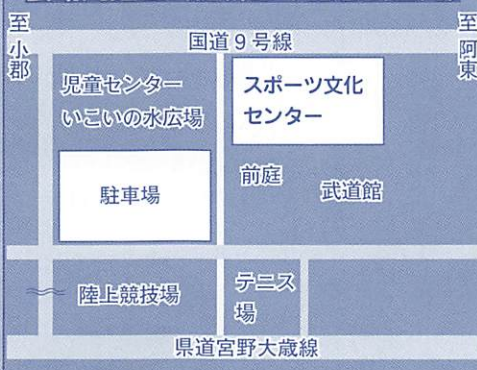 至小郡
国道9号線
至阿東
児童センター
いこいの水広場
スポーツ文化
センター
駐車場
前庭
武道館
陸上競技場
テニス
場
県道宮野大歳線